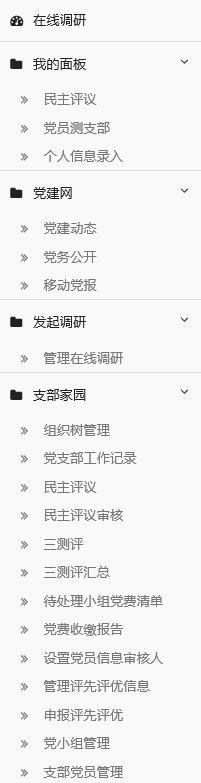 在线调研
我的面板
民主评议
党员测支部
个人信息录入
党建网
党建动态
党务公开
移动党报
发起调研
管理在线调研
支部家园
组织树管理
党支部工作记录
民主评议
民主评议审核
三测评
三测评汇总
待处理小组党费清单
党费收缴报告
设置党员信息审核人
管理评先评优信息
申报评先评优
党小组管理
支部党员管理